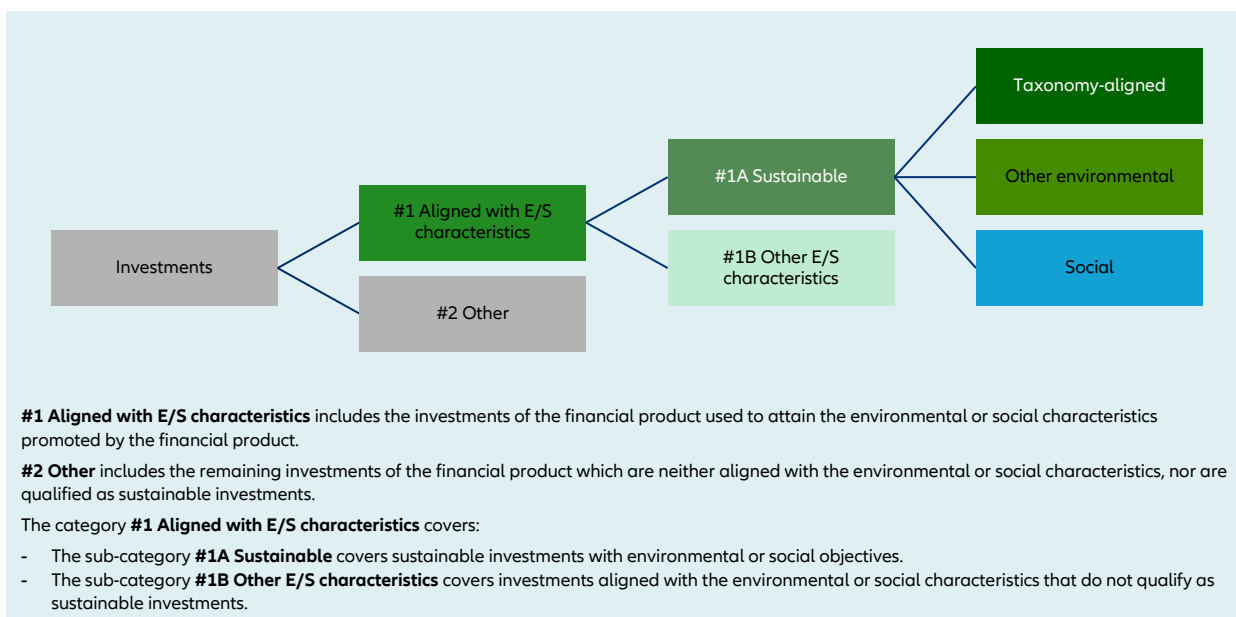 Taxonomy-aligned
#1A Sustainable
Other environmental
#1 Aligned with E/S
characteristics
Investments
#1B Other E/S
characteristics
Social
#2 Other
#1 Aligned with E/S characteristics includes the investments of the financial product used to attain the environmental or social characteristics
promoted by the financial product.
#2 Other includes the remaining investments of the financial product which are neither aligned with the environmental or social characteristics, nor are
qualified as sustainable investments.
The category #1 Aligned with E/S characteristics covers:
- The sub-category #1A Sustainable covers sustainable investments with environmental or social objectives.
- The sub-category #1B Other E/S characteristics covers investments aligned with the environmental or social characteristics that do not qualify as
sustainable investments.